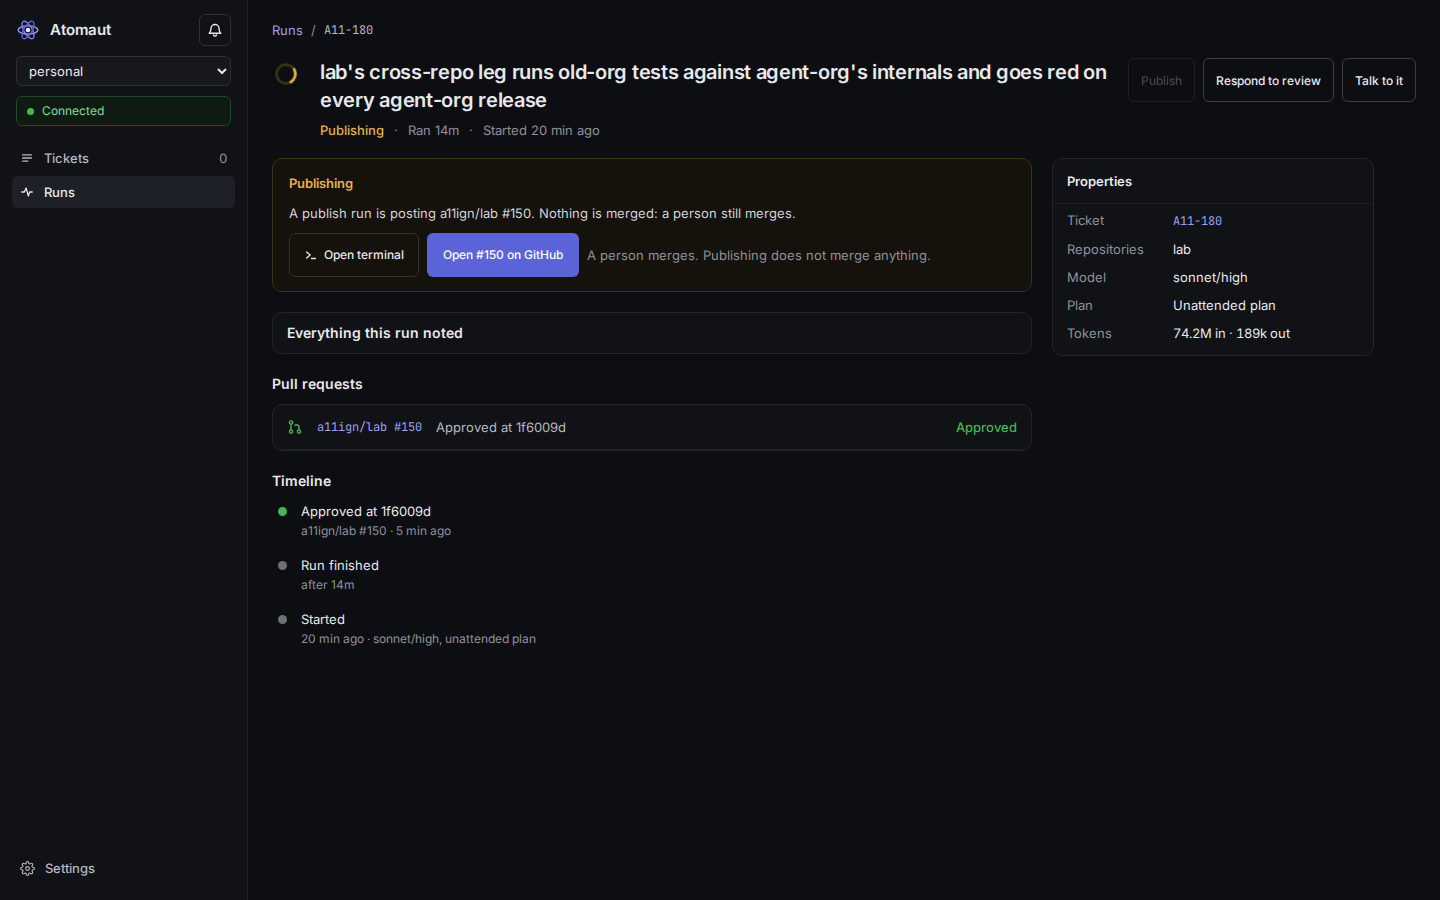 Atomaut
personal
Connected
Tickets 0
Runs
Settings
Runs / A11-180
lab's cross-repo leg runs old-org tests against agent-org's internals and goes red on
every agent-org release
Publishing · Ran 14m · Started 20 min ago
Publish
Respond to review
Talk to it
Publishing
A publish run is posting a11ign/lab #150. Nothing is merged: a person still merges.
Open terminal
Open #150 on GitHub
A person merges. Publishing does not merge anything.
Everything this run noted
Pull requests
a11ign/lab #150 Approved at 1f6009d Approved
Timeline
Approved at 1f6009d
a11ign/lab #150 · 5 min ago
Run finished
after 14m
Started
20 min ago · sonnet/high, unattended plan
Properties
Ticket A11-180
Repositories lab
Model sonnet/high
Plan Unattended plan
Tokens 74.2M in · 189k out